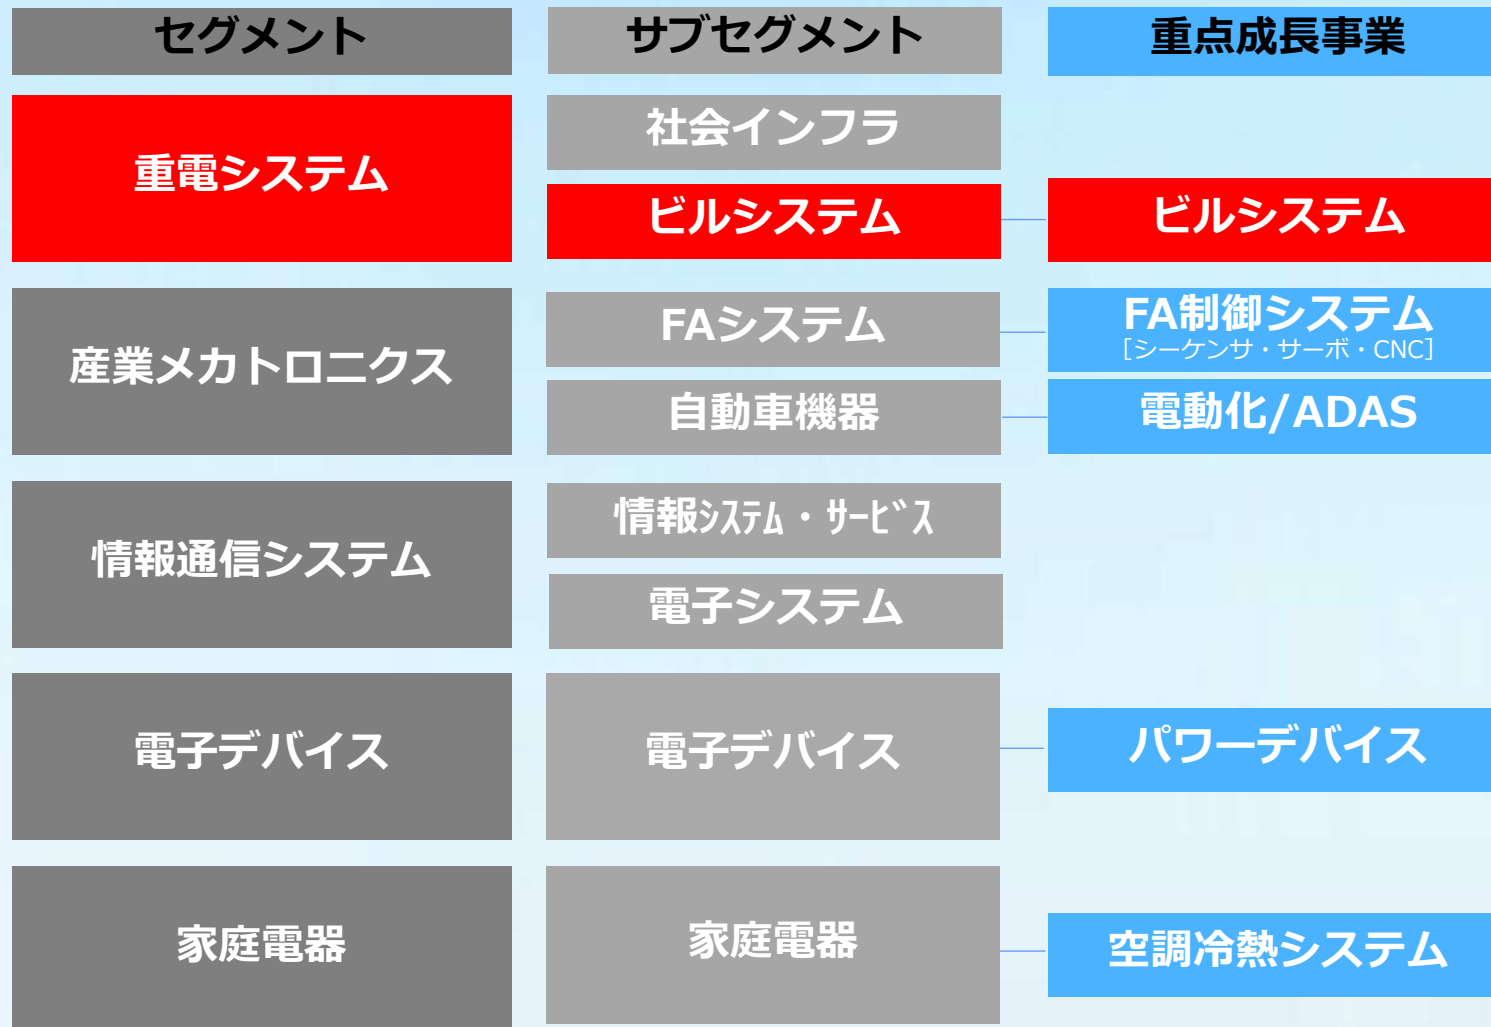 セグメント サブセグメント 重点成長事業
重電システム
社会インフラ
ビルシステム ビルシステム
産業メカトロニクス
FAシステム FA制御システム
［シーケンサ・サーボ・CNC］
自動車機器 電動化/ADAS
情報通信システム
情報ｼｽﾃﾑ・ｻｰﾋﾞｽ
電子システム
電子デバイス 電子デバイス パワーデバイス
家庭電器 家庭電器 空調冷熱システム